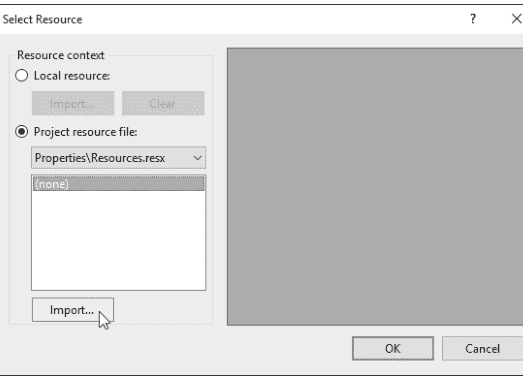 Select Resource
?
Resource context
Local resource:
Import... Clear
Project resource file:
Properties\Resources.resx
(none)
Import...
OK Cancel